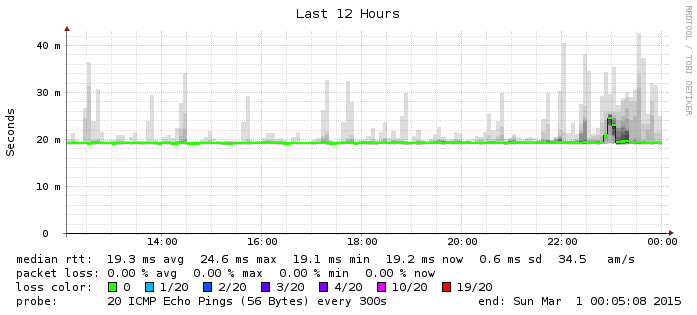 Last 12 Hours
RRDTOOL / TOBI OETIKER
Seconds
40 m
30 m
20 m
10 m
0
14:00 16:00 18:00 20:00 22:00 00:00
median rtt: 19.3 ms avg 24.6 ms max 19.1 ms min 19.2 ms now 0.6 ms sd 34.5 am/s
packet loss: 0.00 % avg 0.00 % max 0.00 % min 0.00 % now
loss color: 0 1/20 2/20 3/20 4/20 10/20 19/20
probe: 20 ICMP Echo Pings (56 Bytes) every 300s end: Sun Mar 1 00:05:08 2015